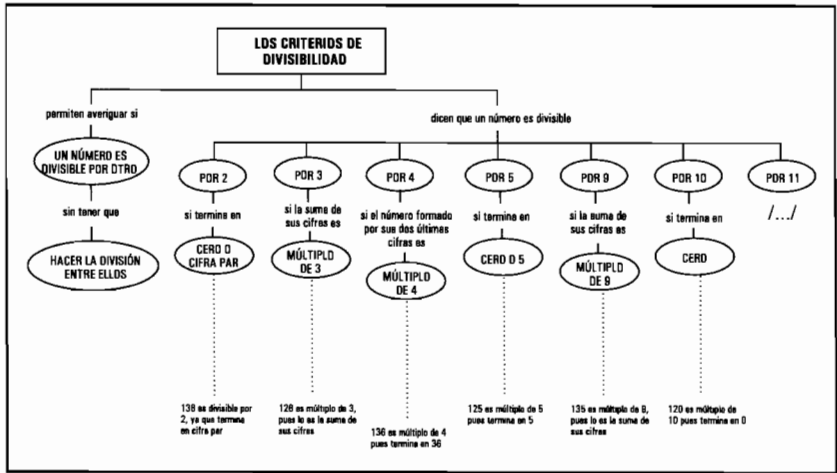 LOS CRITERIOS DE
DIVISIBILIDAD
permiten averiguar si
dicen que un número es divisible
UN NÚMERO ES
DIVISIBLE POR OTRO
POR 2
POR 3
POR 4
POR 5
POR 9
POR 10
POR 11
sin tener que
si termina en
si la suma de
sus cifras es
si el número formado
por sus dos últimas
cifras es
si termina en
si la suma de
sus cifras es
si termina en
/.../
HACER LA DIVISIÓN
ENTRE ELLOS
CERO O
CIFRA PAR
MÚLTIPLO
DE 3
MÚLTIPLO
DE 4
CERO O 5
MÚLTIPLO
DE 9
CERO
es divisible por
2, ya que termina
en cifra par
es múltiplo de 3,
pues lo es la suma de
sus cifras
136 es múltiplo de 4
pues termina en 36
125 es múltiplo de 5
pues termina en 5
135 es múltiplo de
pues lo es la suma de
sus cifras
120 es múltiplo de
10 pues termina en 0